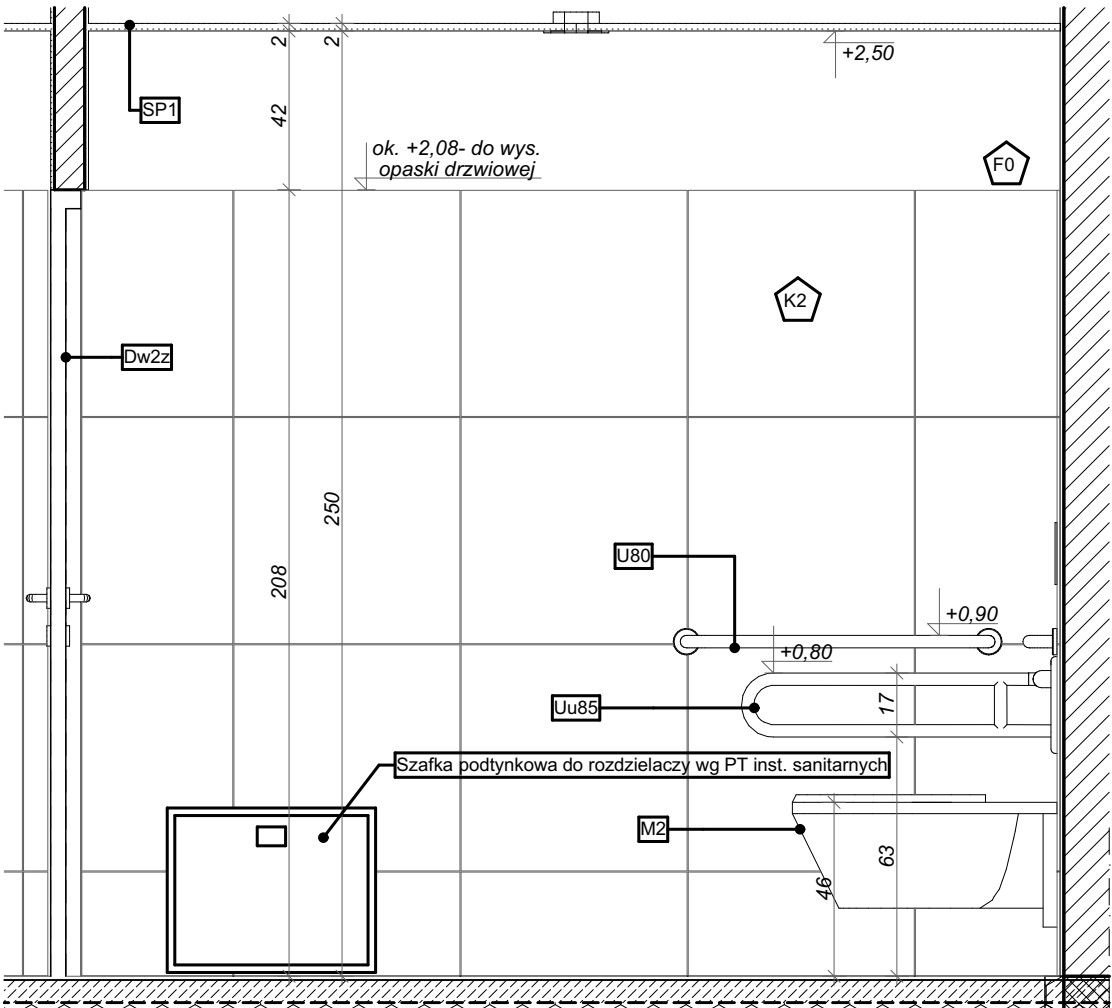 2
2
+2,50
SP1
42
ok. +2,08- do wys.
opaski drzwiowej
F0
K2
Dw2z
250
U80
208
+0,90
+0,80
Uu85
17
Szafka podtynkowa do rozdzielaczy wg PT inst. sanitarnych
M2
63
46